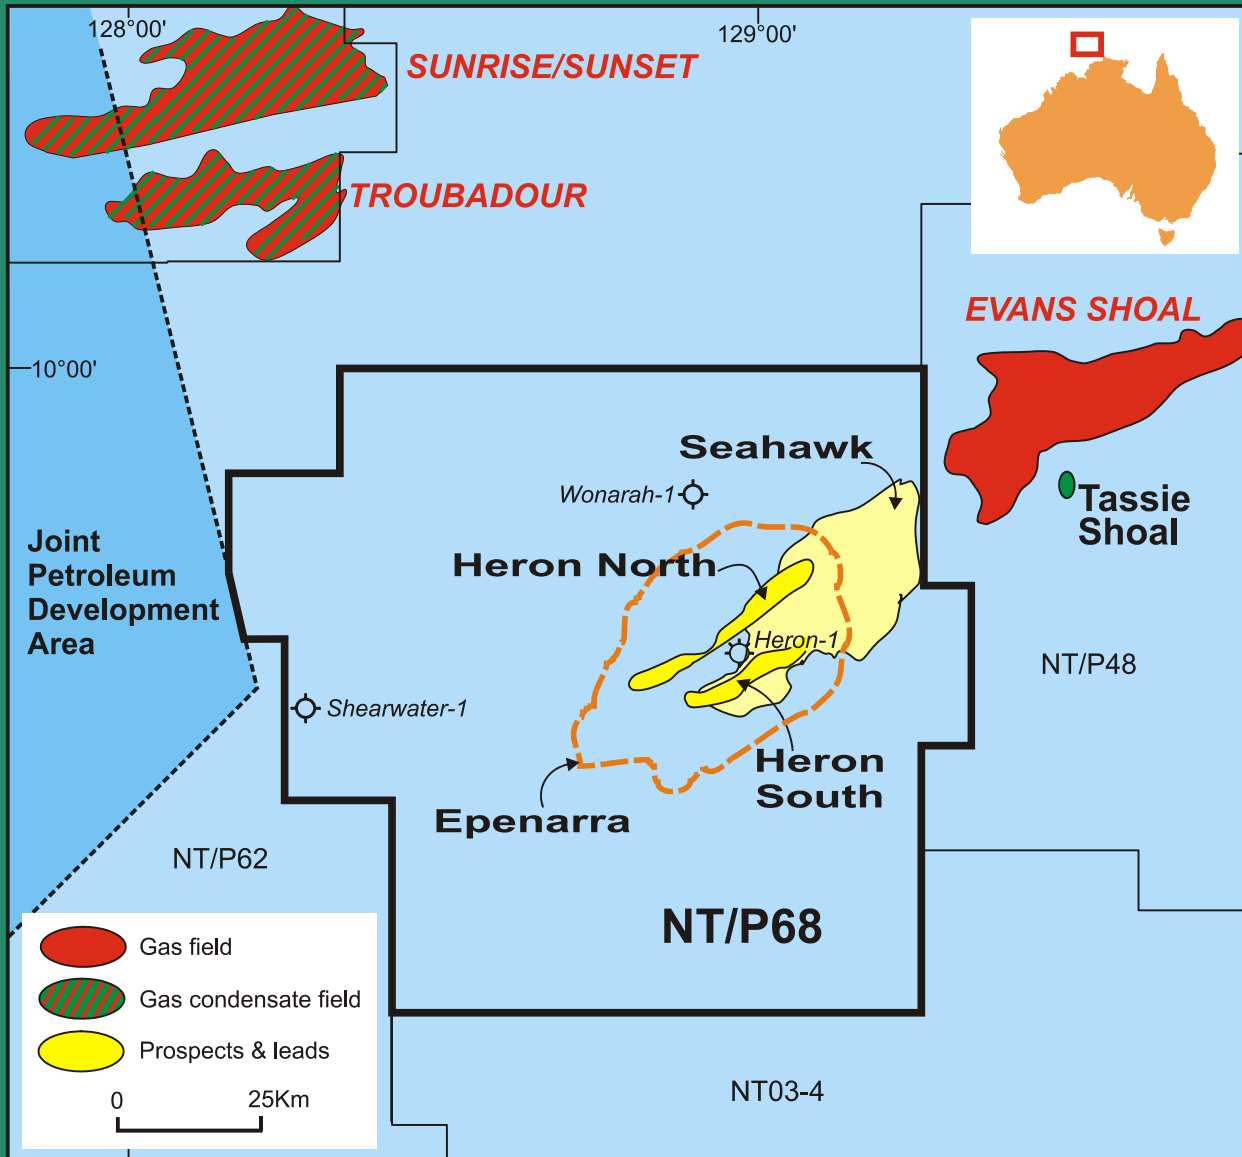 128°00'
129°00'
SUNRISE/SUNSET
TROUBADOUR
EVANS SHOAL
10°00'
Seahawk
Wonarah-1
Tassie
Shoal
Joint
Petroleum
Development
Area
Heron North
Heron-1
NT/P48
Shearwater-1
Heron
South
Epenarra
NT/P62
NT/P68
Gas field
Gas condensate field
Prospects & leads
0
25Km
NT03-4